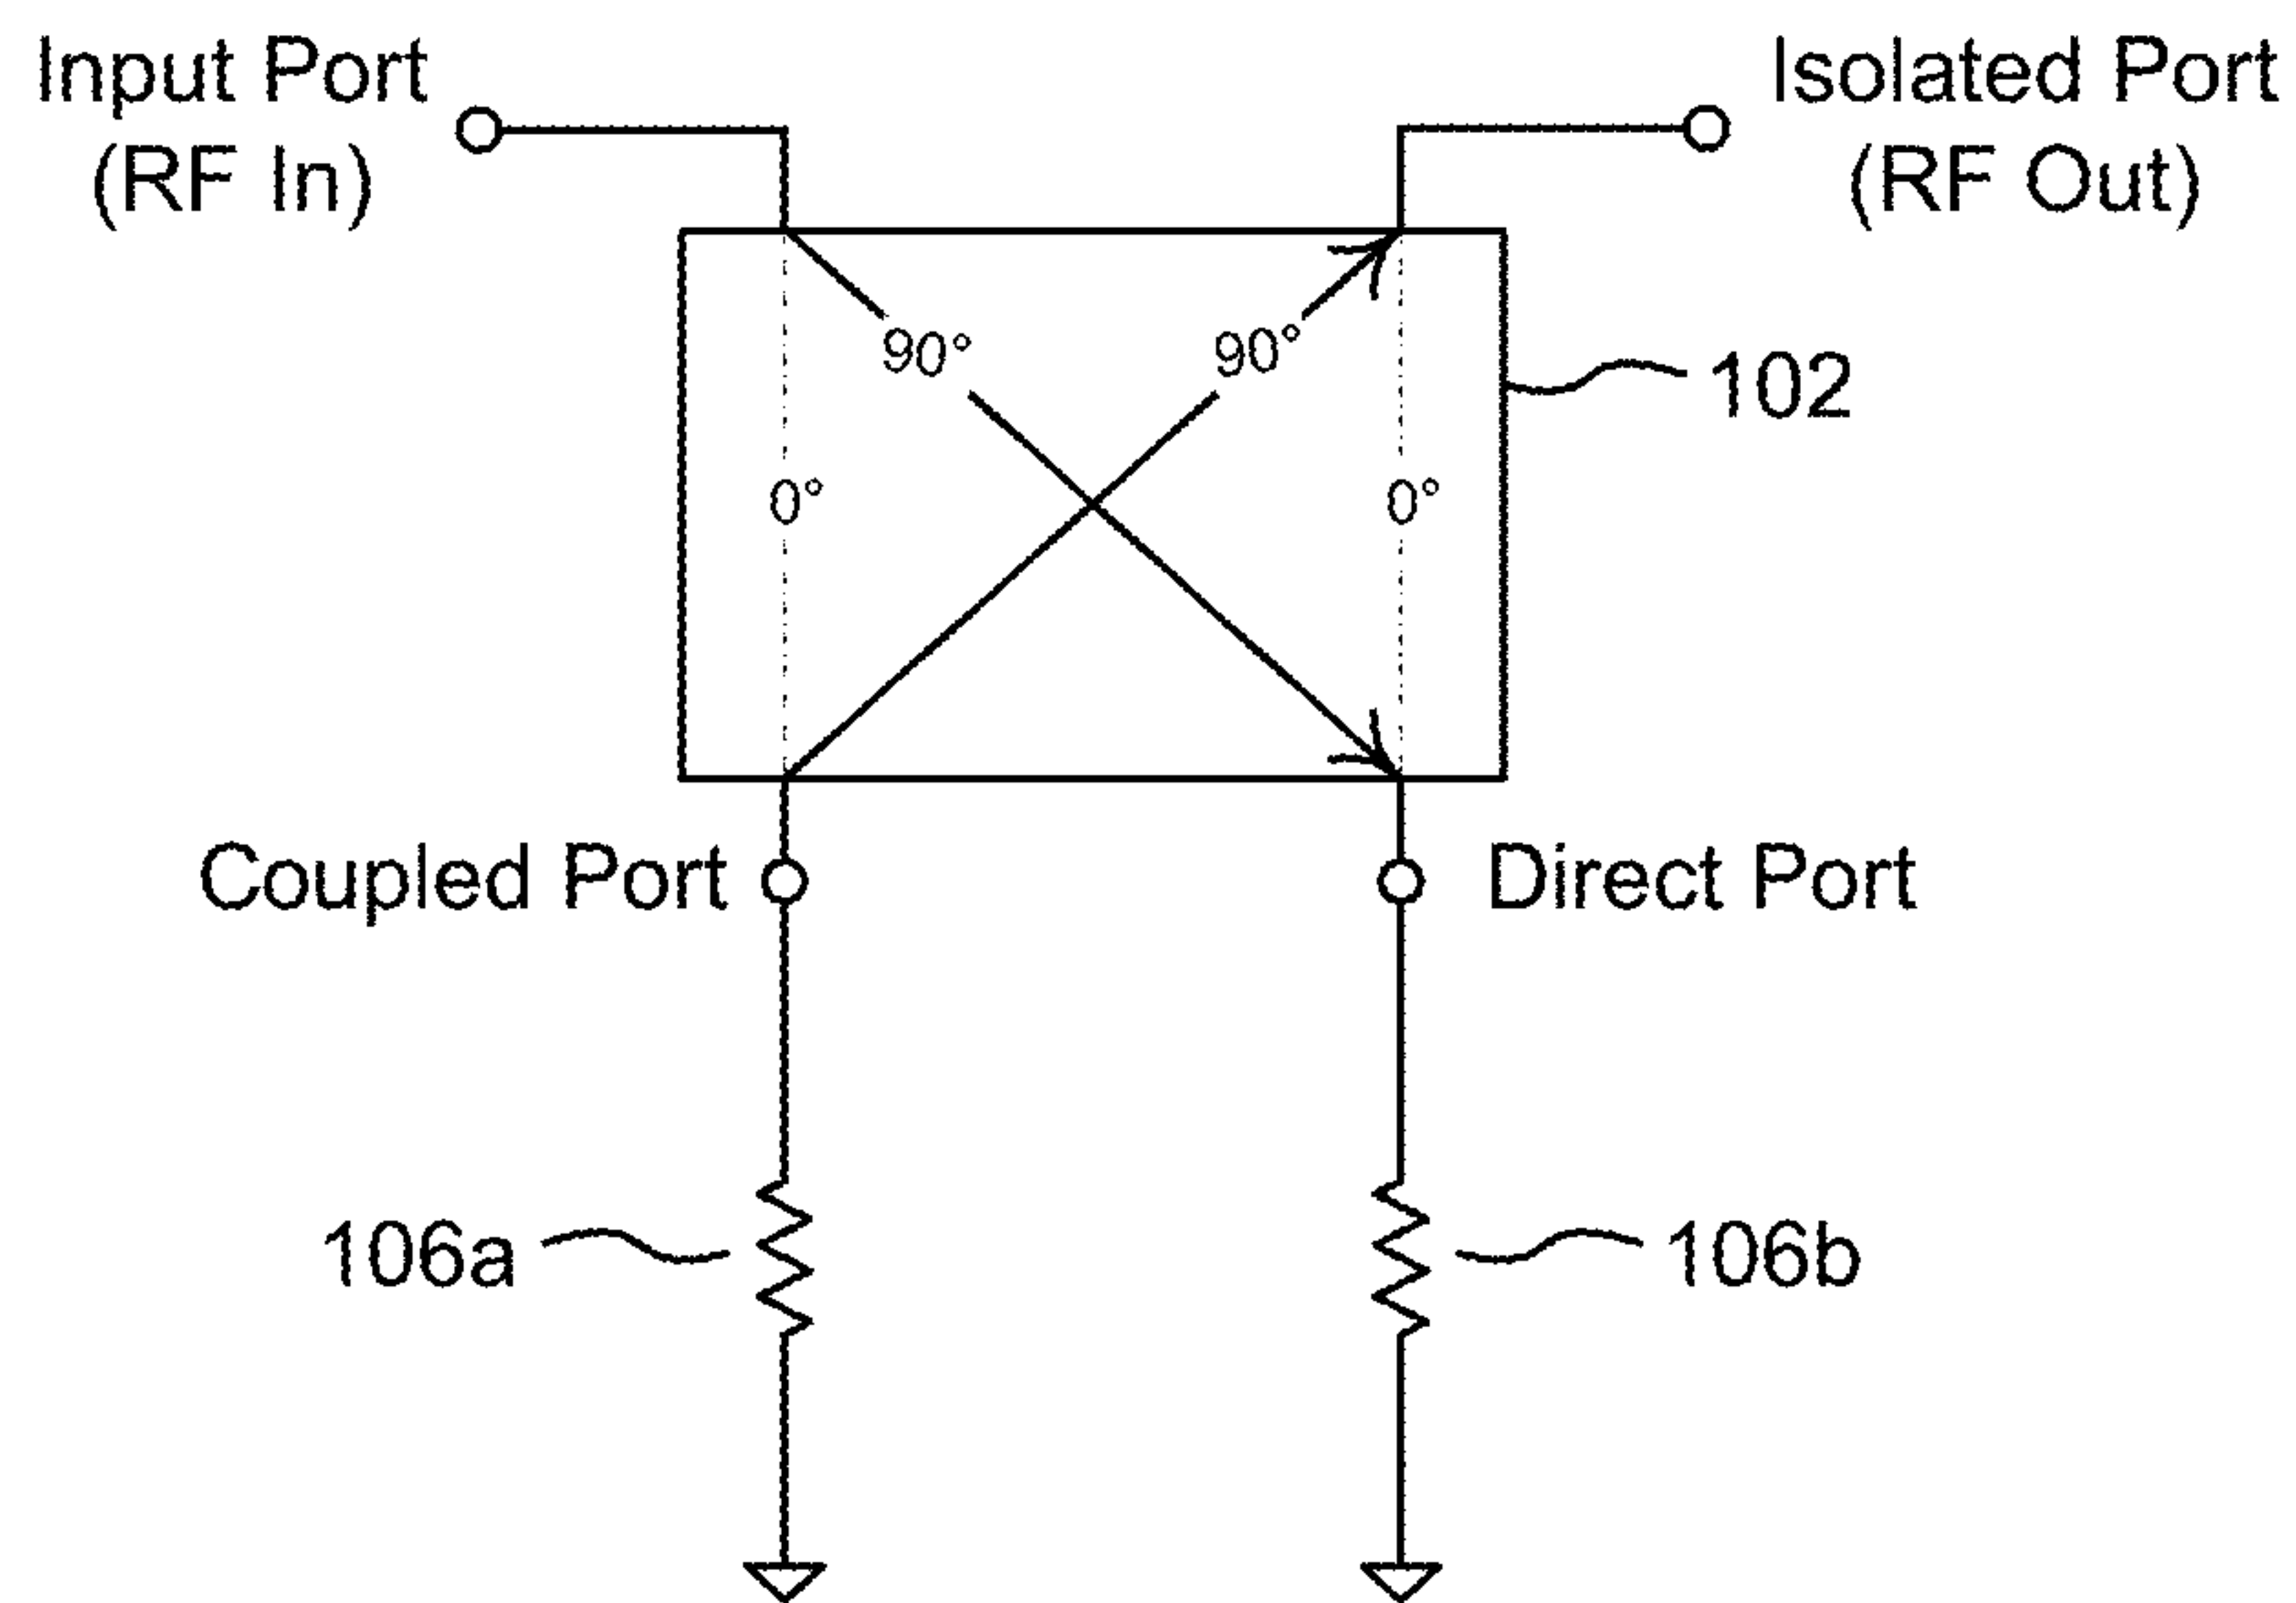 Input Port
(RF In)
Isolated Port
(RF Out)
90°
90°
102
0°
0°
Coupled Port
Direct Port
106a
106b